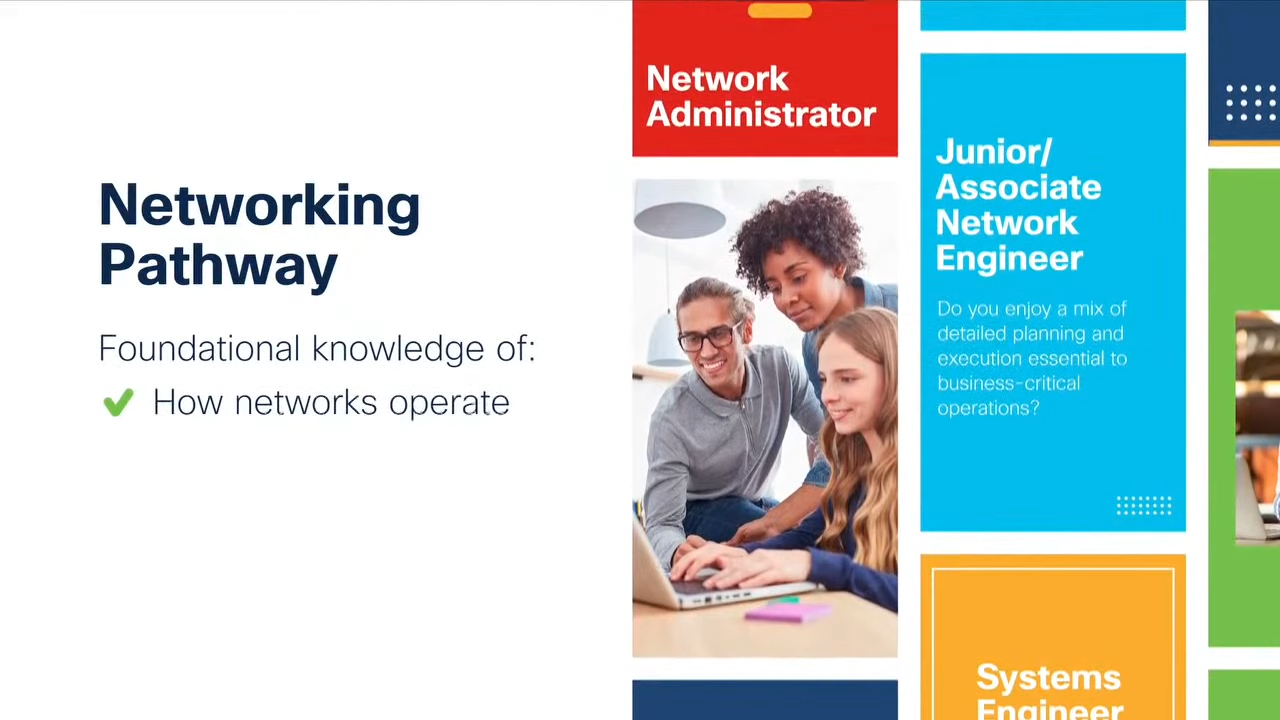 Networking
Pathway
Foundational knowledge of:
How networks operate
Network
Administrator
Junior/
Associate
Network
Engineer
Do you enjoy a mix of
detailed planning and
execution essential to
business-critical
operations?
Systems
Engineer